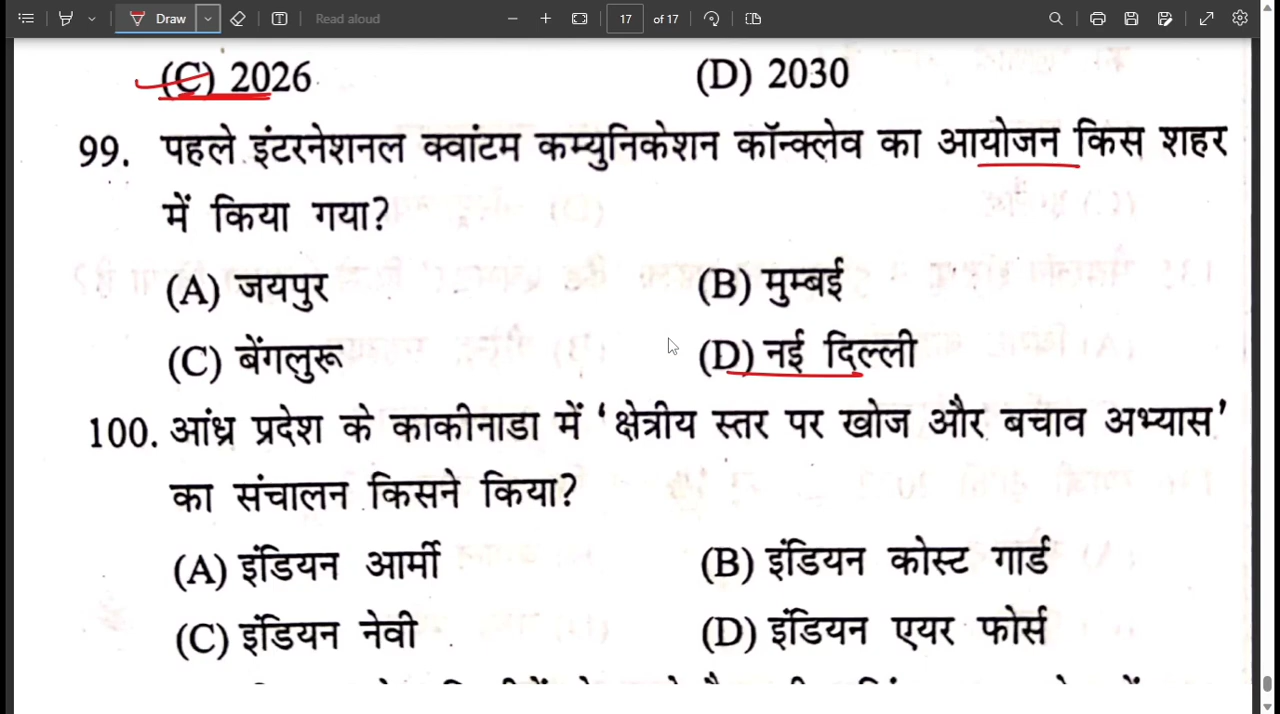 Draw
Read aloud
17 of 17
(C) 2026
(D) 2030
99. पहले इंटरनेशनल क्वांटम कम्युनिकेशन कॉन्क्लेव का आयोजन किस शहर
में किया गया?
(A) जयपुर
(B) मुम्बई
(C) बेंगलुरू
(D) नई दिल्ली
100. आंध्र प्रदेश के काकीनाडा में ‘क्षेत्रीय स्तर पर खोज और बचाव अभ्यास’
का संचालन किसने किया?
(A) इंडियन आर्मी
(B) इंडियन कोस्ट गार्ड
(C) इंडियन नेवी
(D) इंडियन एयर फोर्स